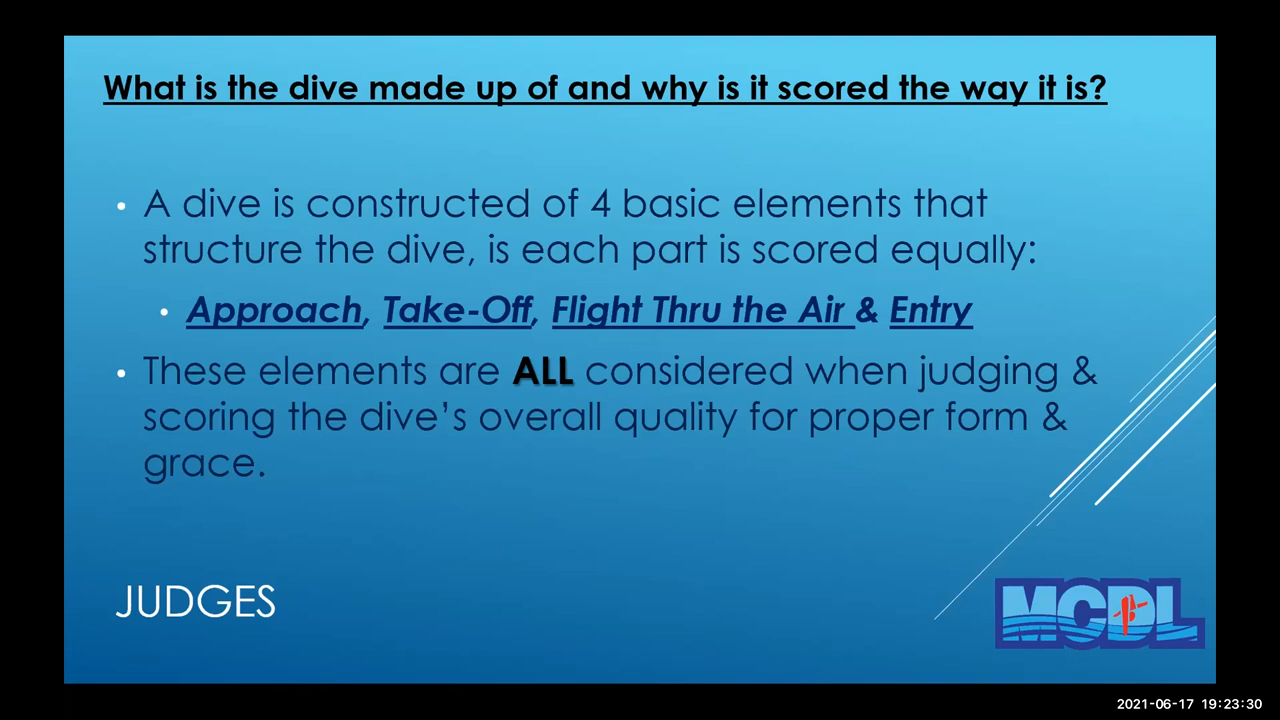 What is the dive made up of and why is it scored the way it is?
• A dive is constructed of 4 basic elements that
structure the dive, is each part is scored equally:
• Approach, Take-Off, Flight Thru the Air & Entry
• These elements are ALL considered when judging &
scoring the dive's overall quality for proper form &
grace.
JUDGES
MCDL
2021-06-17 19:23:30